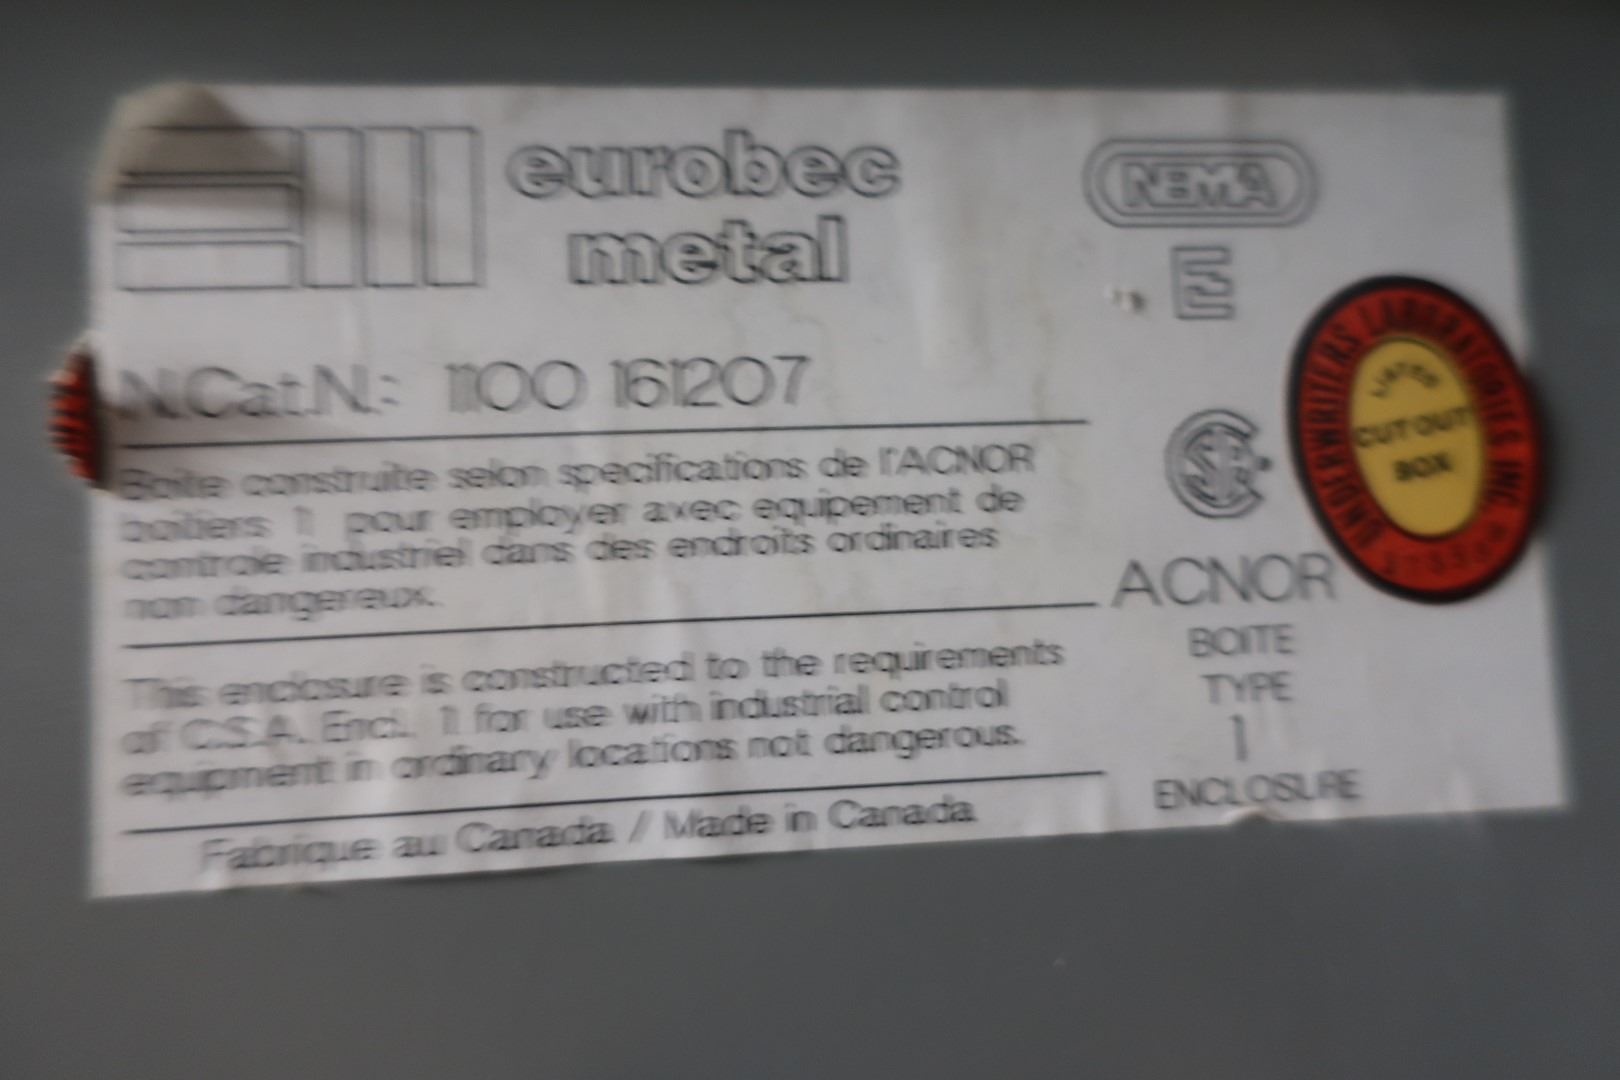 eurobec
metal
NEMA
E
N.Cat.N.: 1100 161207
Boite construite selon specifications de l'ACNOR
boitiers 1 pour employer avec equipement de
controle industriel dans des endroits ordinaires
non dangereux.
This enclosure is constructed to the requirements
of C.S.A. Encl. 1 for use with industrial control
equipment in ordinary locations not dangerous.
Fabrique au Canada / Made in Canada
ACNOR
BOITE
TYPE
1
ENCLOSURE
UNDERWRITERS LABORATORIES INC.
LISTED
CUT OUT
BOX